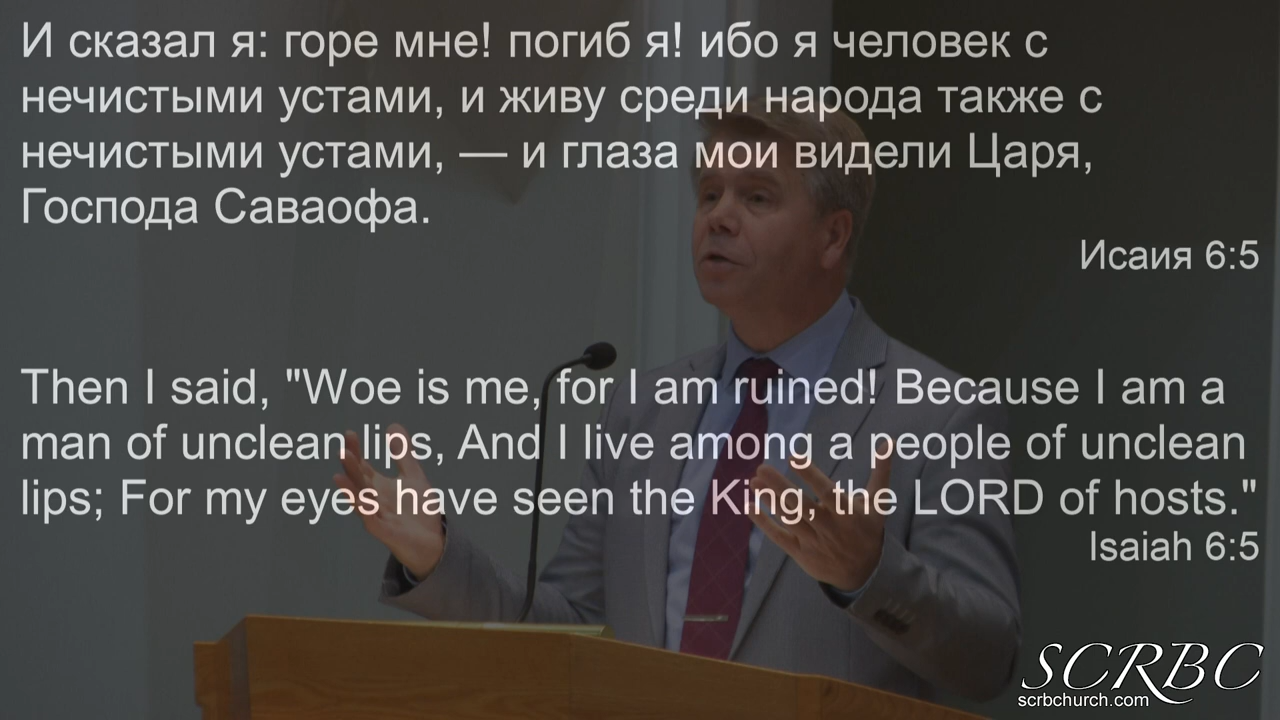 И сказал я: горе мне! погиб я! ибо я человек с
нечистыми устами, и живу среди народа также с
нечистыми устами, — и глаза мои видели Царя,
Господа Саваофа.
Исаия 6:5
Then I said, "Woe is me, for I am ruined! Because I am a
man of unclean lips, And I live among a people of unclean
lips; For my eyes have seen the King, the LORD of hosts."
Isaiah 6:5
SCRBC
scrbchurch.com